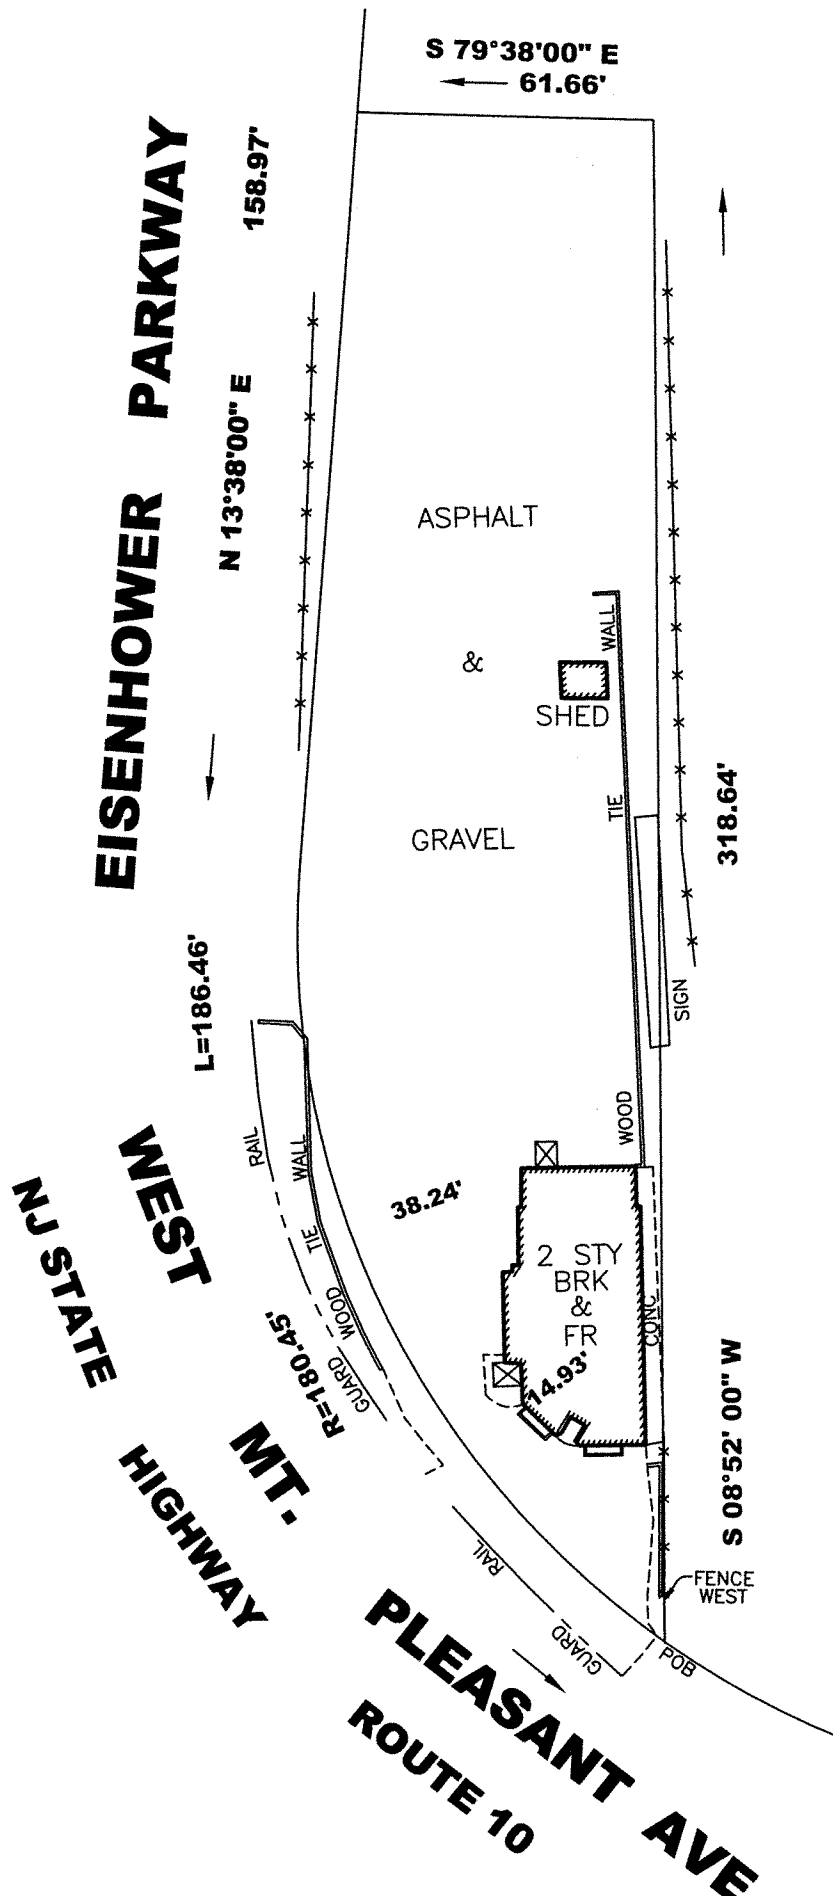 S 79°38'00" E
61.66'
158.97'
EISENHOWER PARKWAY
N 13°38'00" E
ASPHALT
&
GRAVEL
WALL
SHED
TIE
WOOD
318.64'
SIGN
L=186.46'
RAIL
WALL
TIE
WOOD
GUARD
R=180.45'
38.24'
2 STY
BRK
&
FR
14.93'
CONC
S 08°52' 00" W
FENCE
WEST
RAIL
GUARD
POB
WEST MT. PLEASANT AVE
NJ STATE HIGHWAY ROUTE 10